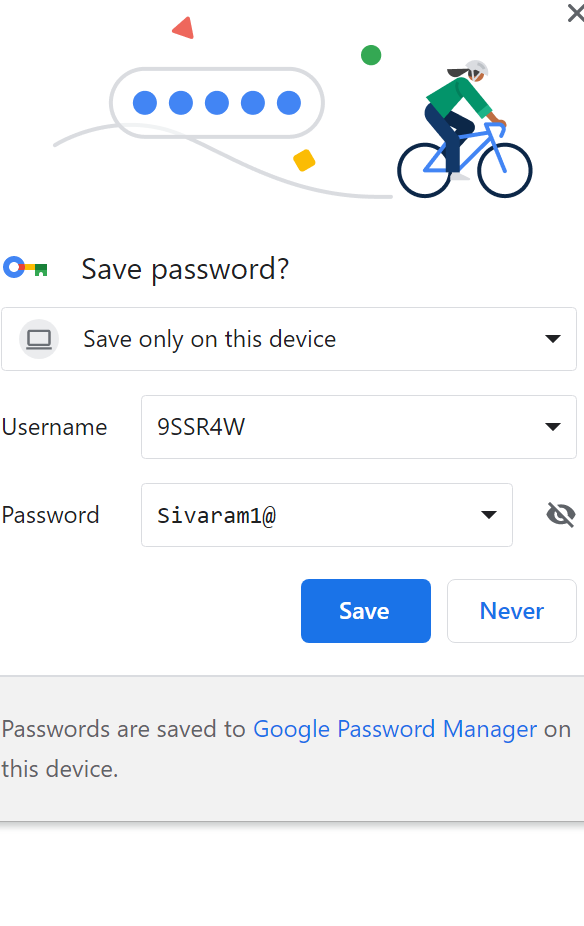 Save password?
Save only on this device
Username 9SSR4W
Password Sivaram1@
Save Never
Passwords are saved to Google Password Manager on
this device.